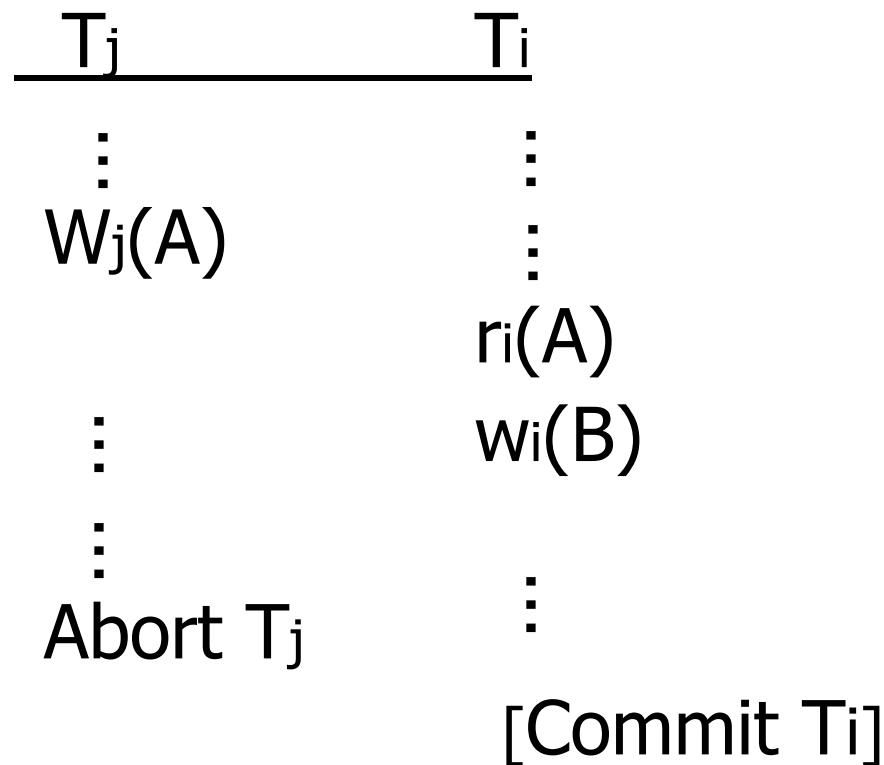 Tj Ti
⋮ ⋮
Wj(A) ⋮
ri(A)
⋮ wi(B)
⋮
Abort Tj ⋮
[Commit Ti]